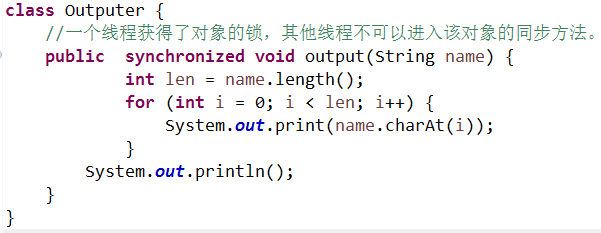 class Outputer {
//一个线程获得了对象的锁，其他线程不可以进入该对象的同步方法。
public synchronized void output(String name) {
int len = name.length();
for (int i = 0; i < len; i++) {
System.out.print(name.charAt(i));
}
System.out.println();
}
}